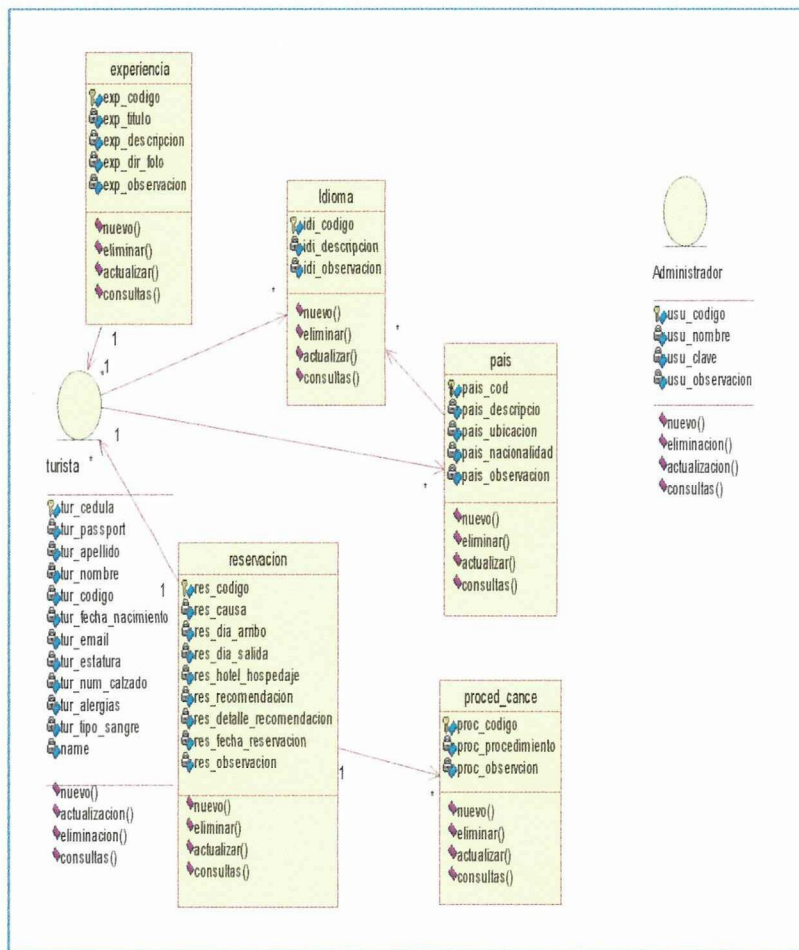 experiencia
exp_codigo
exp_titulo
exp_descripcion
exp_dir_foto
exp_observacion
nuevo()
eliminar()
actualizar()
consultas()
1
Idioma
idi_codigo
idi_descripcion
idi_observacion
nuevo()
eliminar()
actualizar()
consultas()
*
*
Administrador
usu_codigo
usu_nombre
usu_clave
usu_observacion
nuevo()
eliminacion()
actualizacion()
consultas()
pais
pais_cod
pais_descripcio
pais_ubicacion
pais_nacionalidad
pais_observacion
nuevo()
eliminar()
actualizar()
consultas()
*
*1
1
*
turista
tur_cedula
tur_passport
tur_apellido
tur_nombre
tur_codigo
tur_fecha_nacimiento
tur_email
tur_estatura
tur_num_calzado
tur_alergias
tur_tipo_sangre
name
nuevo()
actualizacion()
eliminacion()
consultas()
1
reservacion
res_codigo
res_causa
res_dia_arribo
res_dia_salida
res_hotel_hospedaje
res_recomendacion
res_detalle_recomendacion
res_fecha_reservacion
res_observacion
nuevo()
eliminar()
actualizar()
consultas()
1
*
proced_cance
proc_codigo
proc_procedimiento
proc_observcion
nuevo()
eliminar()
actualizar()
consultas()